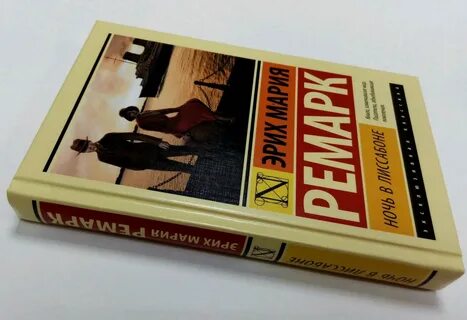 ЭРИХ МАРИЯ
РЕМАРК
НОЧЬ В ЛИССАБОНЕ
ЭКСКЛЮЗИВНАЯ КЛАССИКА
ЭРИХ МАРИЯ РЕМАРК
НОЧЬ В ЛИССАБОНЕ